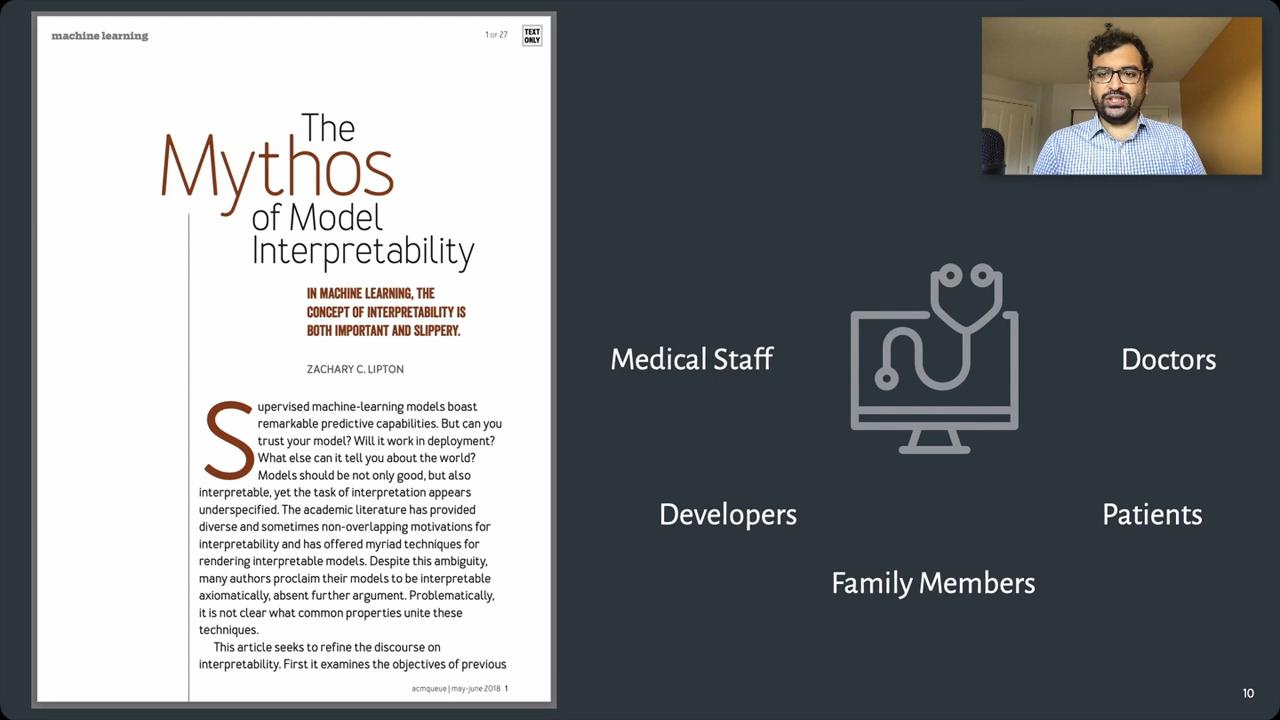 machine learning
1 OF 27
TEXT
ONLY
The
Mythos
of Model
Interpretability
IN MACHINE LEARNING, THE
CONCEPT OF INTERPRETABILITY IS
BOTH IMPORTANT AND SLIPPERY.
ZACHARY C. LIPTON
Supervised machine-learning models boast
remarkable predictive capabilities. But can you
trust your model? Will it work in deployment?
What else can it tell you about the world?
Models should be not only good, but also
interpretable, yet the task of interpretation appears
underspecified. The academic literature has provided
diverse and sometimes non-overlapping motivations for
interpretability and has offered myriad techniques for
rendering interpretable models. Despite this ambiguity,
many authors proclaim their models to be interpretable
axiomatically, absent further argument. Problematically,
it is not clear what common properties unite these
techniques.
This article seeks to refine the discourse on
interpretability. First it examines the objectives of previous
acmqueue | may-june 2018 1
Medical Staff
Doctors
Developers
Patients
Family Members
10